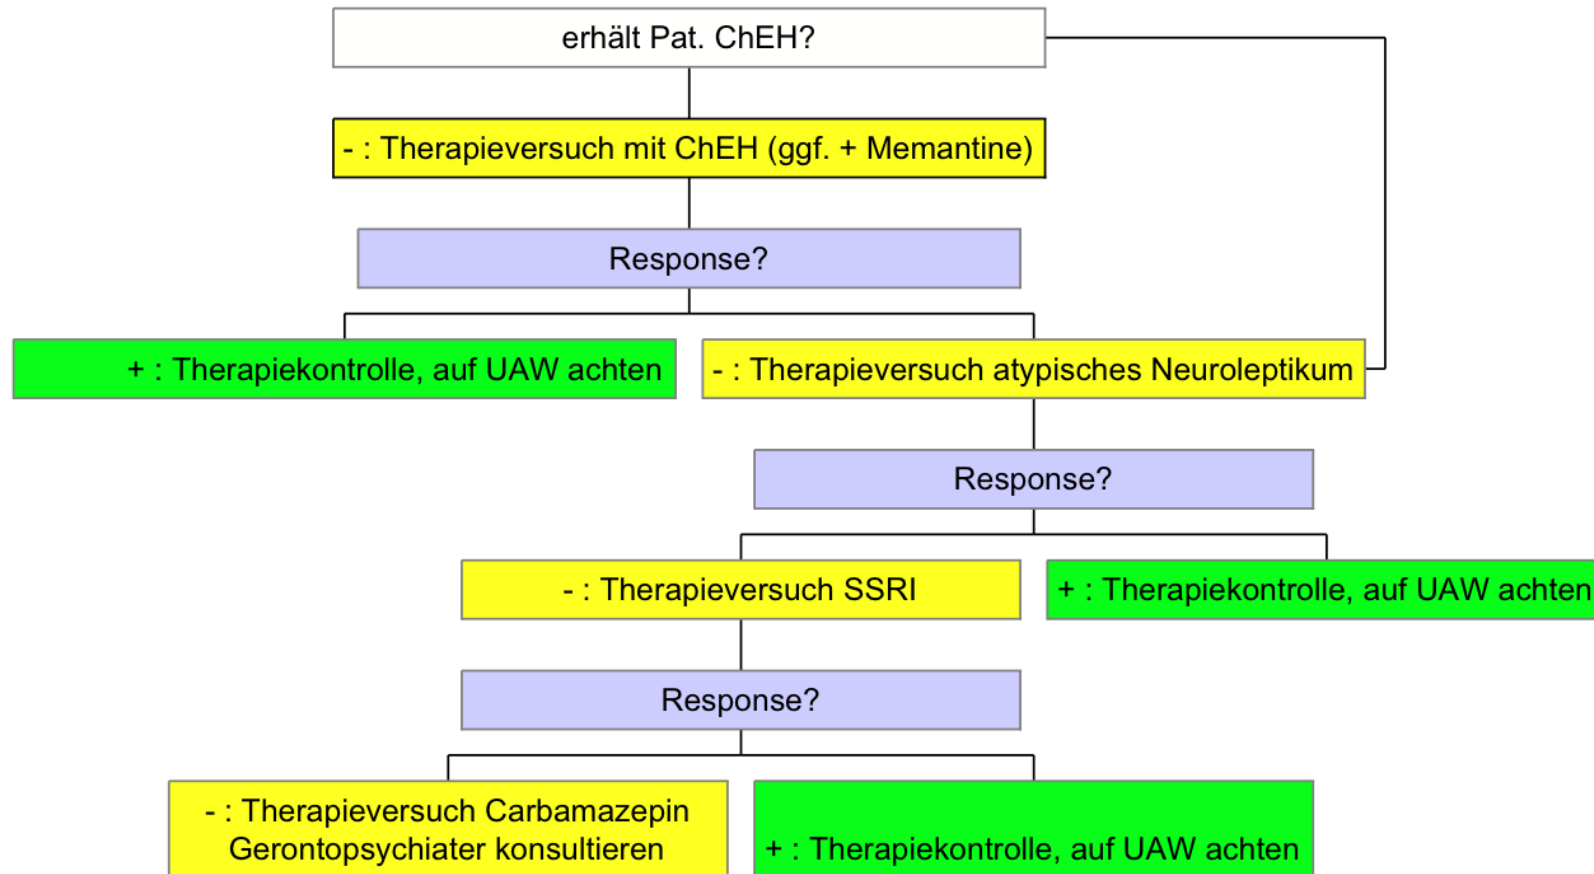 erhält Pat. ChEH?
- : Therapieversuch mit ChEH (ggf. + Memantine)
Response?
+ : Therapiekontrolle, auf UAW achten
- : Therapieversuch atypisches Neuroleptikum
Response?
- : Therapieversuch SSRI
+ : Therapiekontrolle, auf UAW achten
Response?
- : Therapieversuch Carbamazepin
Gerontopsychiater konsultieren
+ : Therapiekontrolle, auf UAW achten